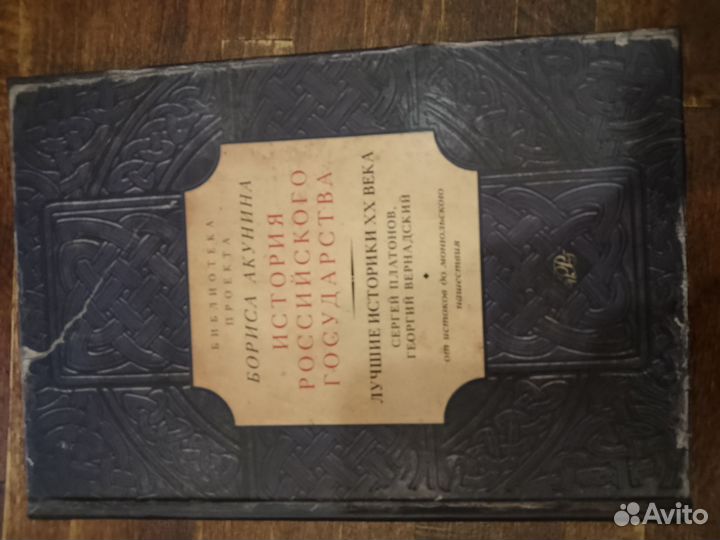 БИБЛИОТЕКА
ПРОЕКТА
БОРИСА АКУНИНА
ИСТОРИЯ
РОССИЙСКОГО
ГОСУДАРСТВА
ЛУЧШИЕ ИСТОРИКИ XX ВЕКА
СЕРГЕЙ ПЛАТОНОВ,
ГЕОРГИЙ ВЕРНАДСКИЙ
от истоков до монгольского
нашествия
Avito